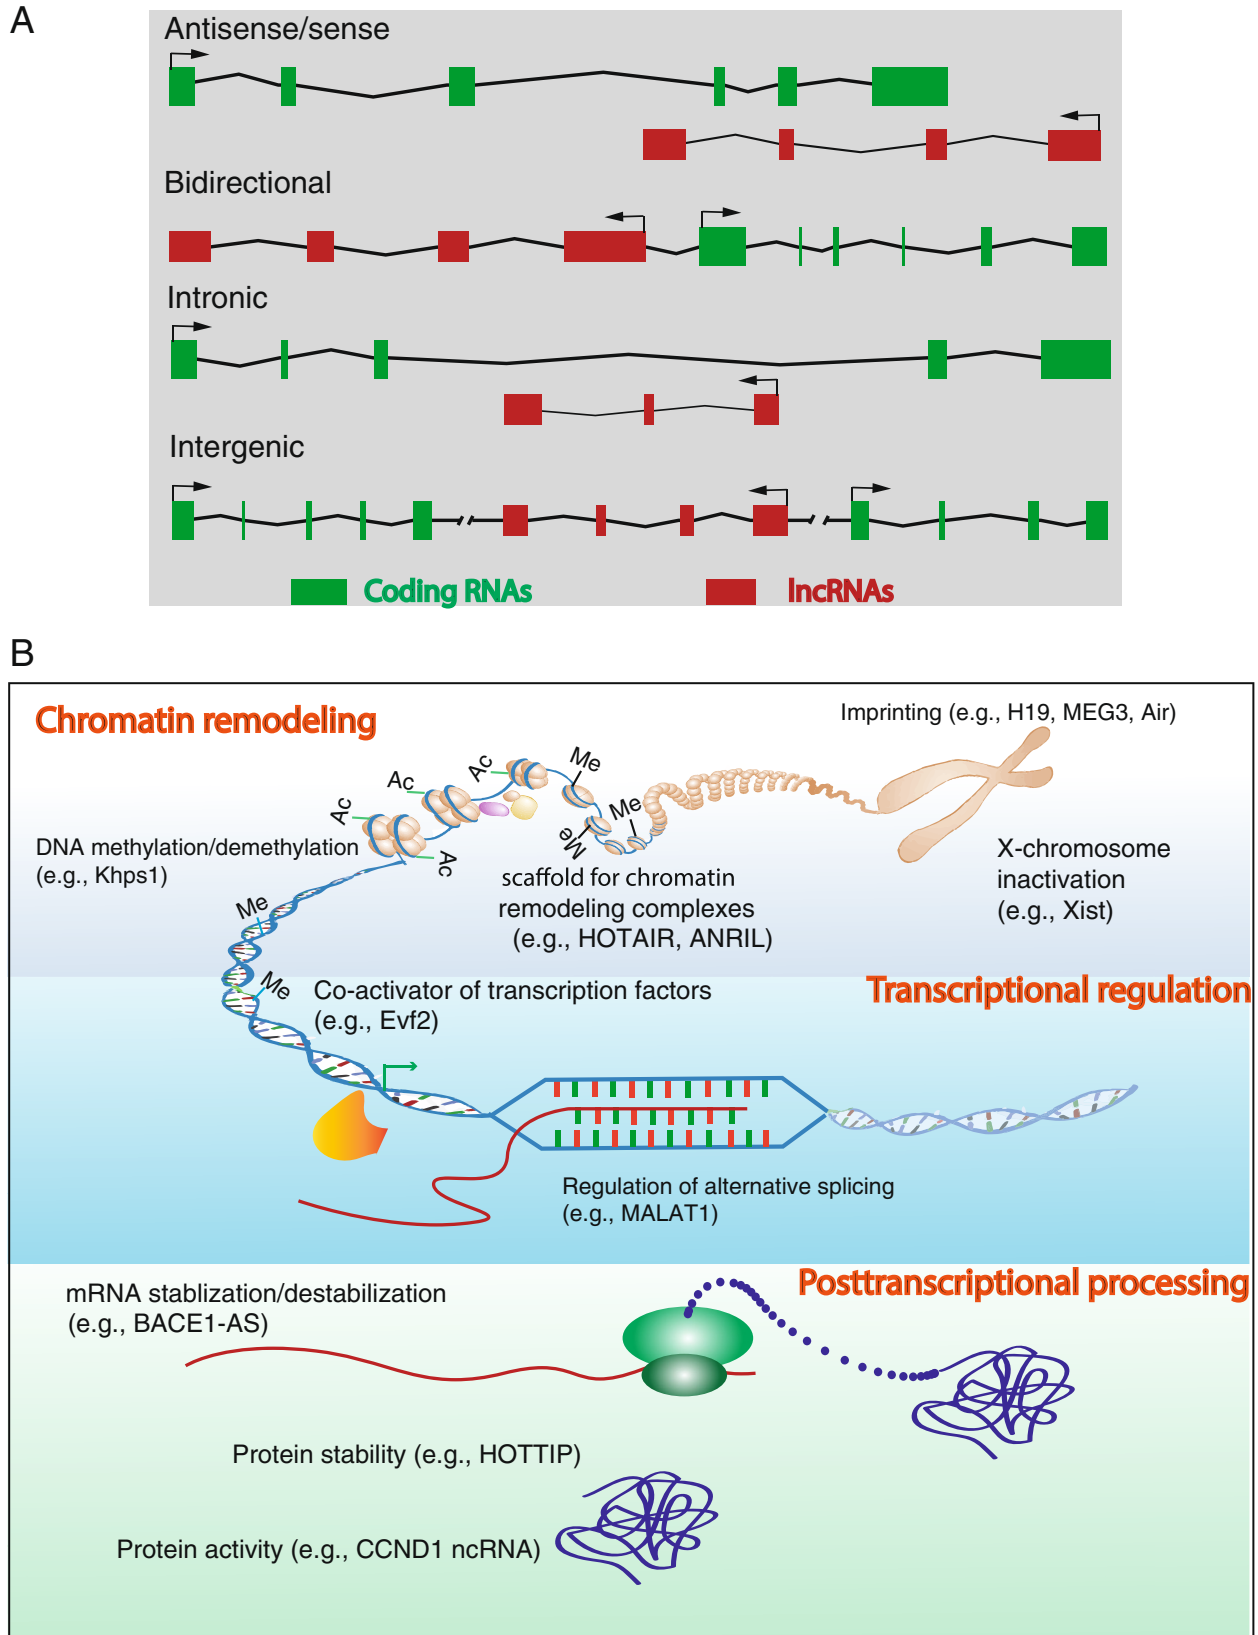 A
Antisense/sense
Bidirectional
Intronic
Intergenic
Coding RNAs
lncRNAs
B
Chromatin remodeling
Imprinting (e.g., H19, MEG3, Air)
Ac
Ac
Ac
Ac
Me
Me
Me
DNA methylation/demethylation
(e.g., Khps1)
scaffold for chromatin
remodeling complexes
(e.g., HOTAIR, ANRIL)
X-chromosome
inactivation
(e.g., Xist)
Me
Me
Transcriptional regulation
Co-activator of transcription factors
(e.g., Evf2)
Regulation of alternative splicing
(e.g., MALAT1)
Posttranscriptional processing
mRNA stablization/destabilization
(e.g., BACE1-AS)
Protein stability (e.g., HOTTIP)
Protein activity (e.g., CCND1 ncRNA)